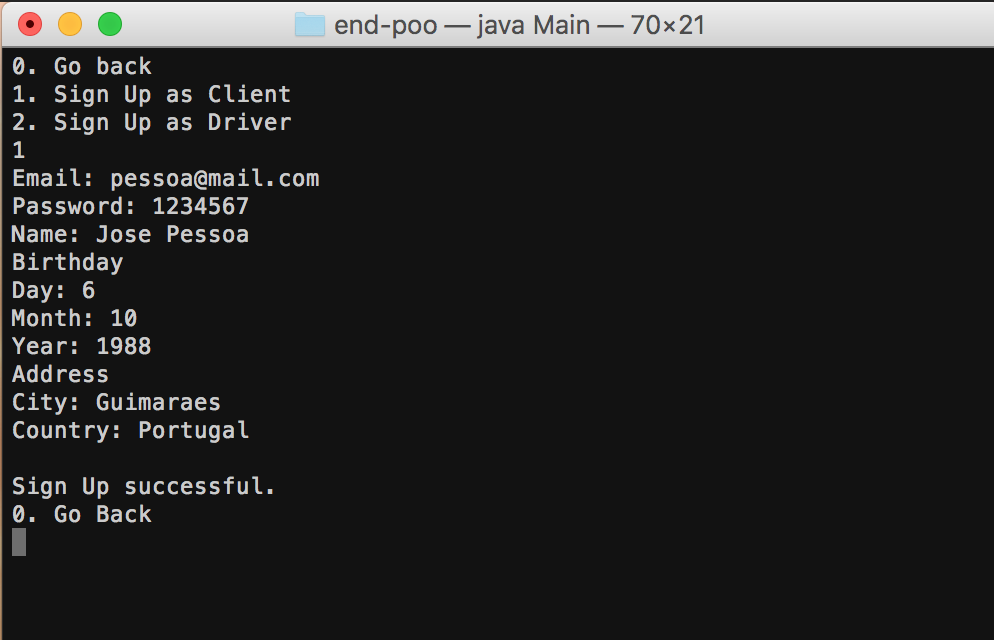 end-poo — java Main — 70×21
0. Go back
1. Sign Up as Client
2. Sign Up as Driver
1
Email: pessoa@mail.com
Password: 1234567
Name: Jose Pessoa
Birthday
Day: 6
Month: 10
Year: 1988
Address
City: Guimaraes
Country: Portugal
Sign Up successful.
0. Go Back